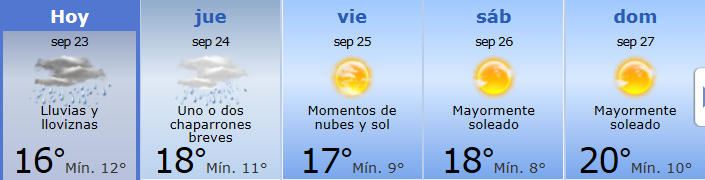 Hoy
sep 23
Lluvias y
lloviznas
16° Mín. 12°
jue
sep 24
Uno o dos
chaparrones
breves
18° Mín. 11°
vie
sep 25
Momentos de
nubes y sol
17° Mín. 9°
sáb
sep 26
Mayormente
soleado
18° Mín. 8°
dom
sep 27
Mayormente
soleado
20° Mín. 10°